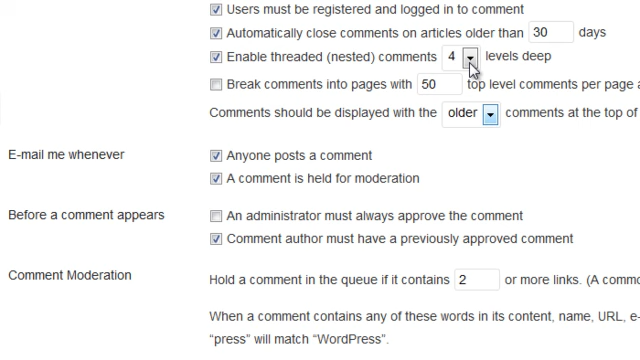 Users must be registered and logged in to comment
Automatically close comments on articles older than 30 days
Enable threaded (nested) comments 4 levels deep
Break comments into pages with 50 top level comments per page a
Comments should be displayed with the older comments at the top of
E-mail me whenever
Anyone posts a comment
A comment is held for moderation
Before a comment appears
An administrator must always approve the comment
Comment author must have a previously approved comment
Comment Moderation
Hold a comment in the queue if it contains 2 or more links. (A commo
When a comment contains any of these words in its content, name, URL, e-
“press” will match “WordPress”.